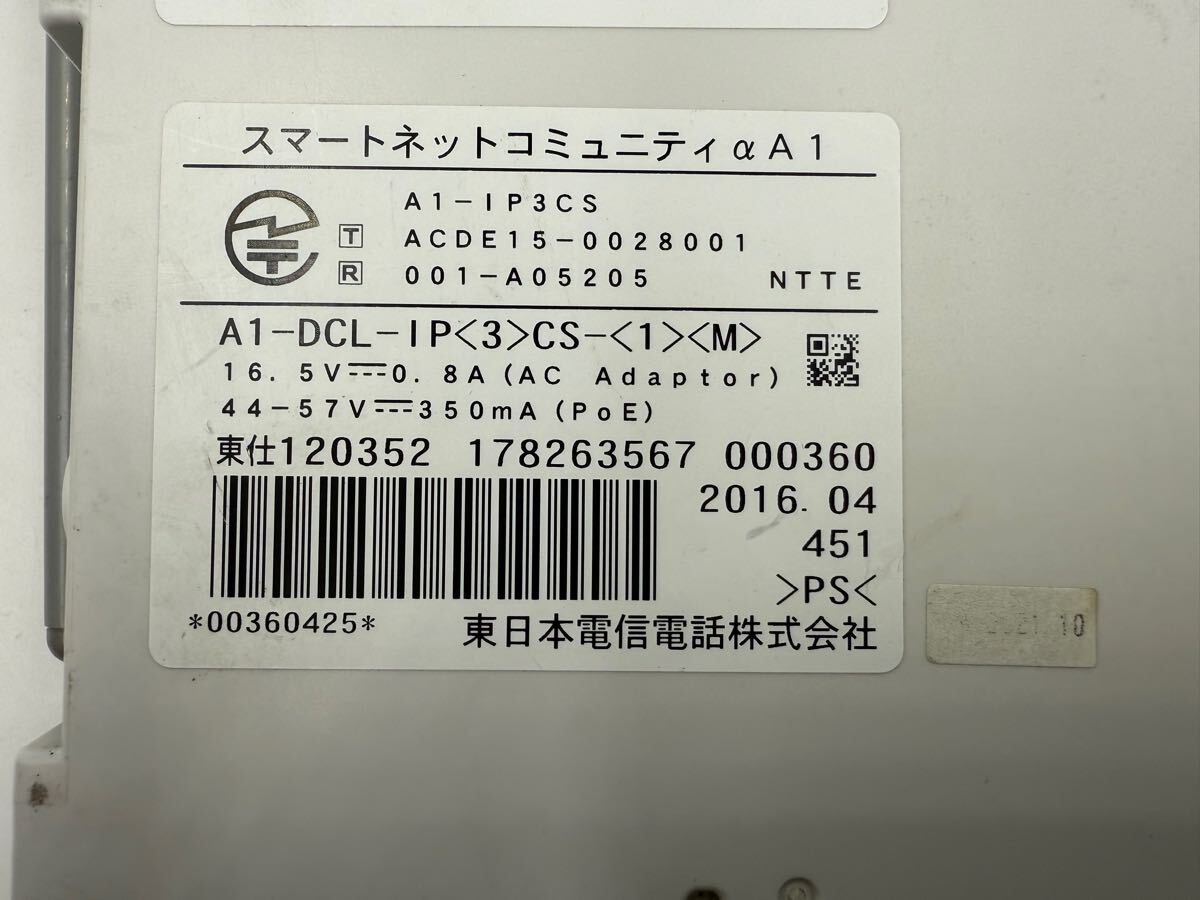 スマートネットコミュニティαA1
A1-IP3CS
T ACDE15-0028001
R 001-A05205 NTTE
A1-DCL-IP<3>CS-<1><M>
16.5V⎓0.8A(AC Adaptor)
44-57V⎓350mA(PoE)
東仕120352 178263567 000360
2016.04
451
>PS<
*00360425*
東日本電信電話株式会社
10